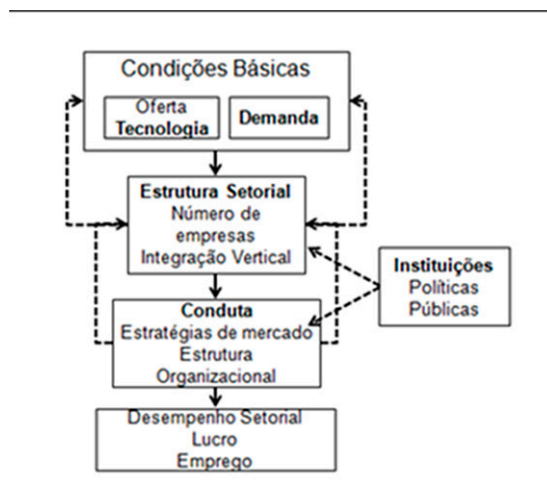 Condições Básicas
Oferta
Tecnologia
Demanda
Estrutura Setorial
Número de
empresas
Integração Vertical
Instituições
Políticas
Públicas
Conduta
Estratégias de mercado
Estrutura
Organizacional
Desempenho Setorial
Lucro
Emprego